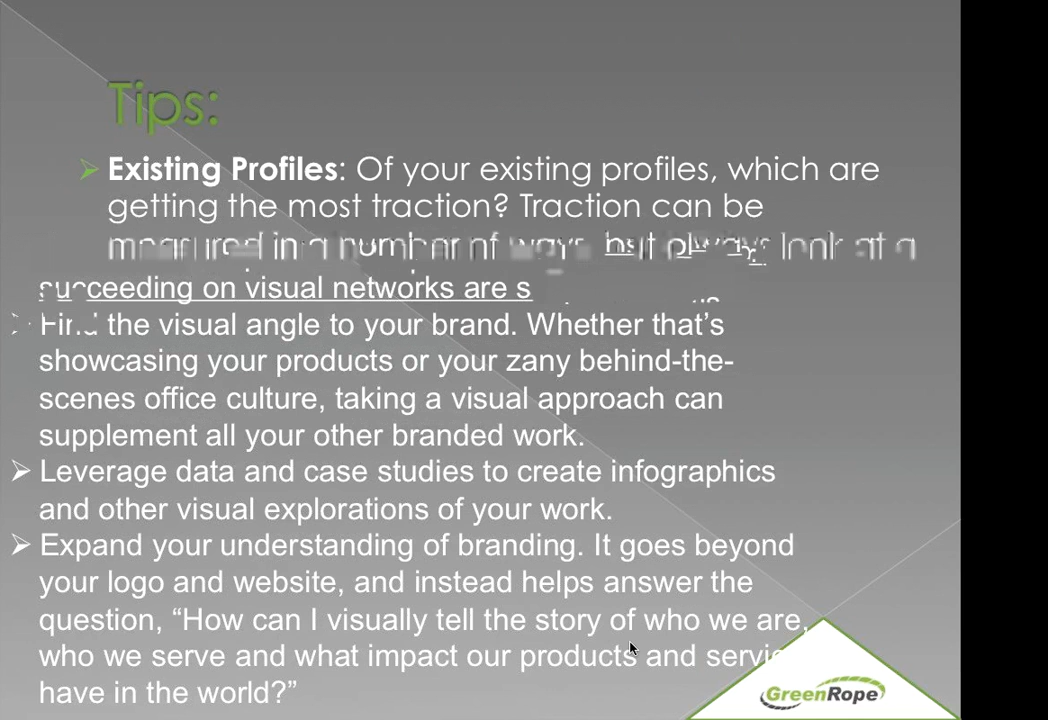 Tips:
➢ Existing Profiles: Of your existing profiles, which are
getting the most traction? Traction can be
measured in a number of ways, but always look at a
succeeding on visual networks are s
➢ Find the visual angle to your brand. Whether that’s
showcasing your products or your zany behind-the-
scenes office culture, taking a visual approach can
supplement all your other branded work.
➢ Leverage data and case studies to create infographics
and other visual explorations of your work.
➢ Expand your understanding of branding. It goes beyond
your logo and website, and instead helps answer the
question, “How can I visually tell the story of who we are,
who we serve and what impact our products and servic
have in the world?”
GreenRope